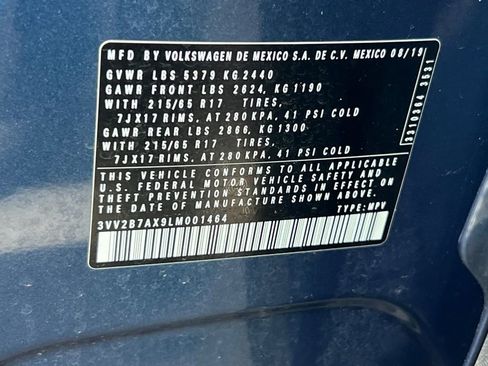 MFD BY VOLKSWAGEN DE MEXICO S.A. DE C.V. MEXICO 08/19
GVWR LBS 5379 KG 2440
GAWR FRONT LBS 2624, KG 1190
WITH 215/65 R17 TIRES,
7JX17 RIMS, AT 280 KPA, 41 PSI COLD
GAWR REAR LBS 2866, KG 1300
WITH 215/65 R17 TIRES,
7JX17 RIMS, AT 280 KPA, 41 PSI COLD
THIS VEHICLE CONFORMS TO ALL APPLICABLE
U.S. FEDERAL MOTOR VEHICLE SAFETY AND
THEFT PREVENTION STANDARDS IN EFFECT ON
THE DATE OF MANUFACTURE SHOWN ABOVE.
3VV2B7AX9LM001464 TYPE: MPV
3310304 3531